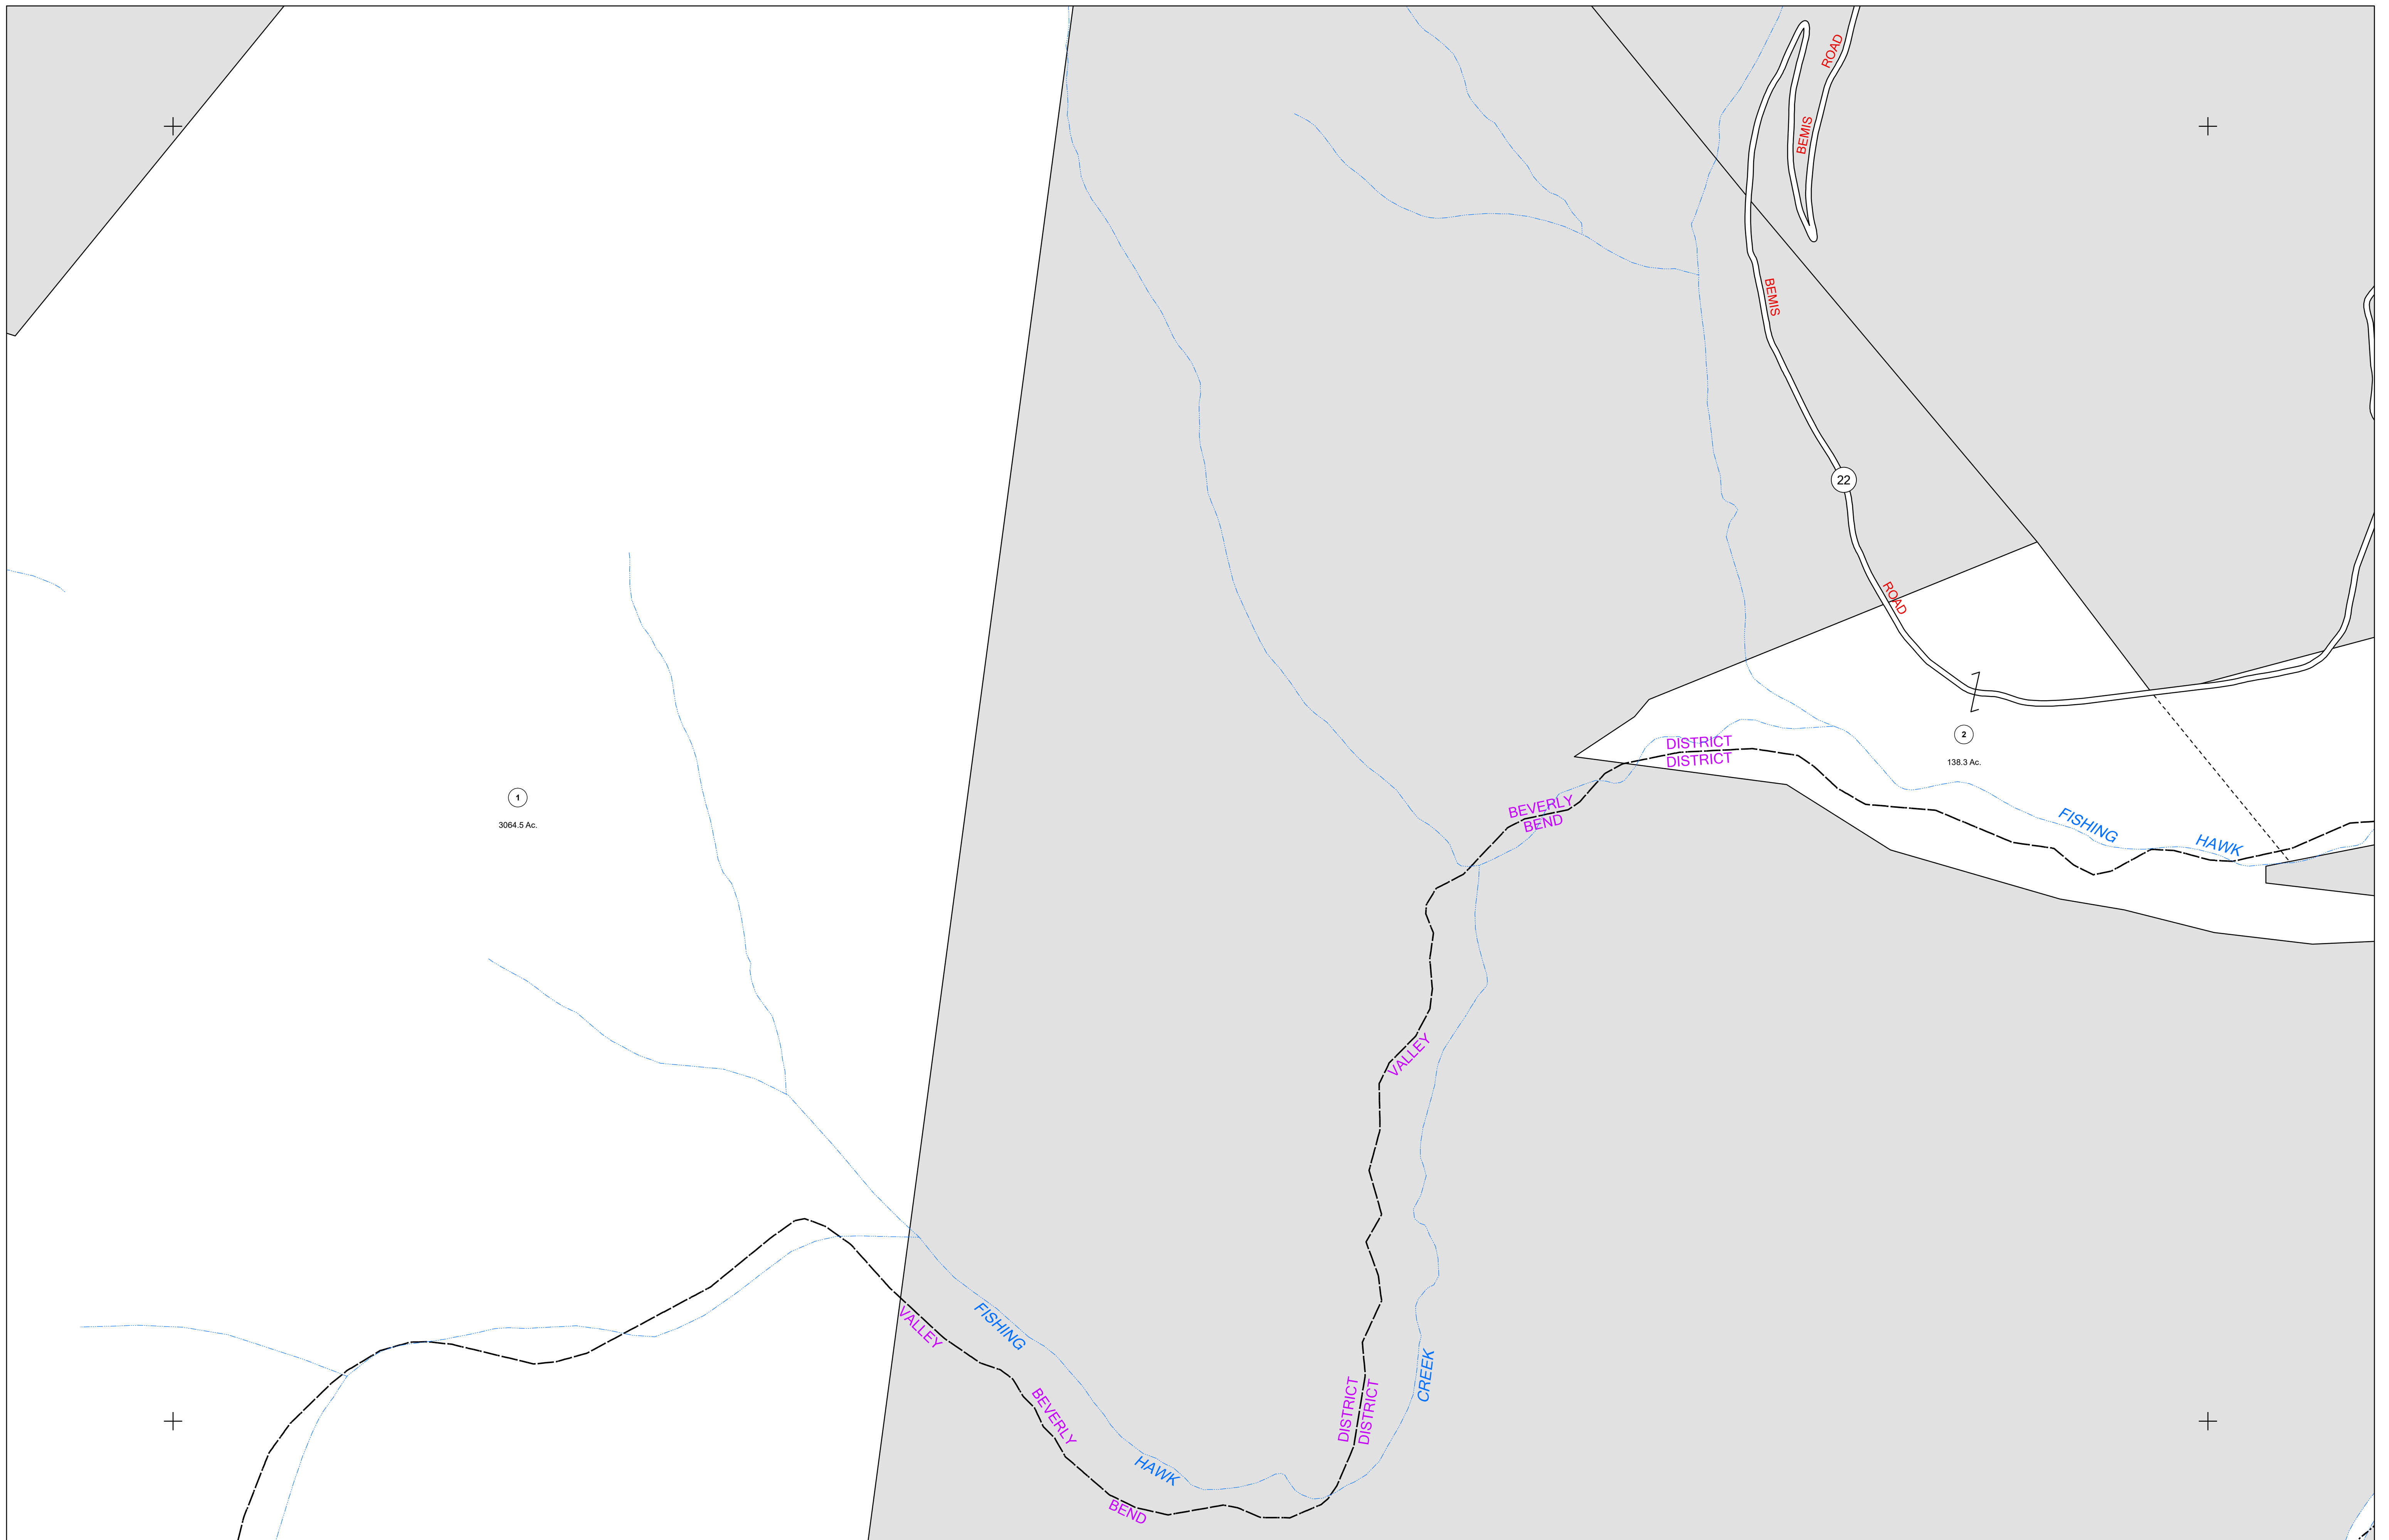 ROAD
BEMIS
BEMIS
22
ROAD
2
138.3 Ac.
DISTRICT
DISTRICT
BEVERLY
BEND
FISHING
HAWK
1
3064.5 Ac.
VALLEY
VALLEY
FISHING
BEVERLY
DISTRICT
DISTRICT
CREEK
HAWK
BEND